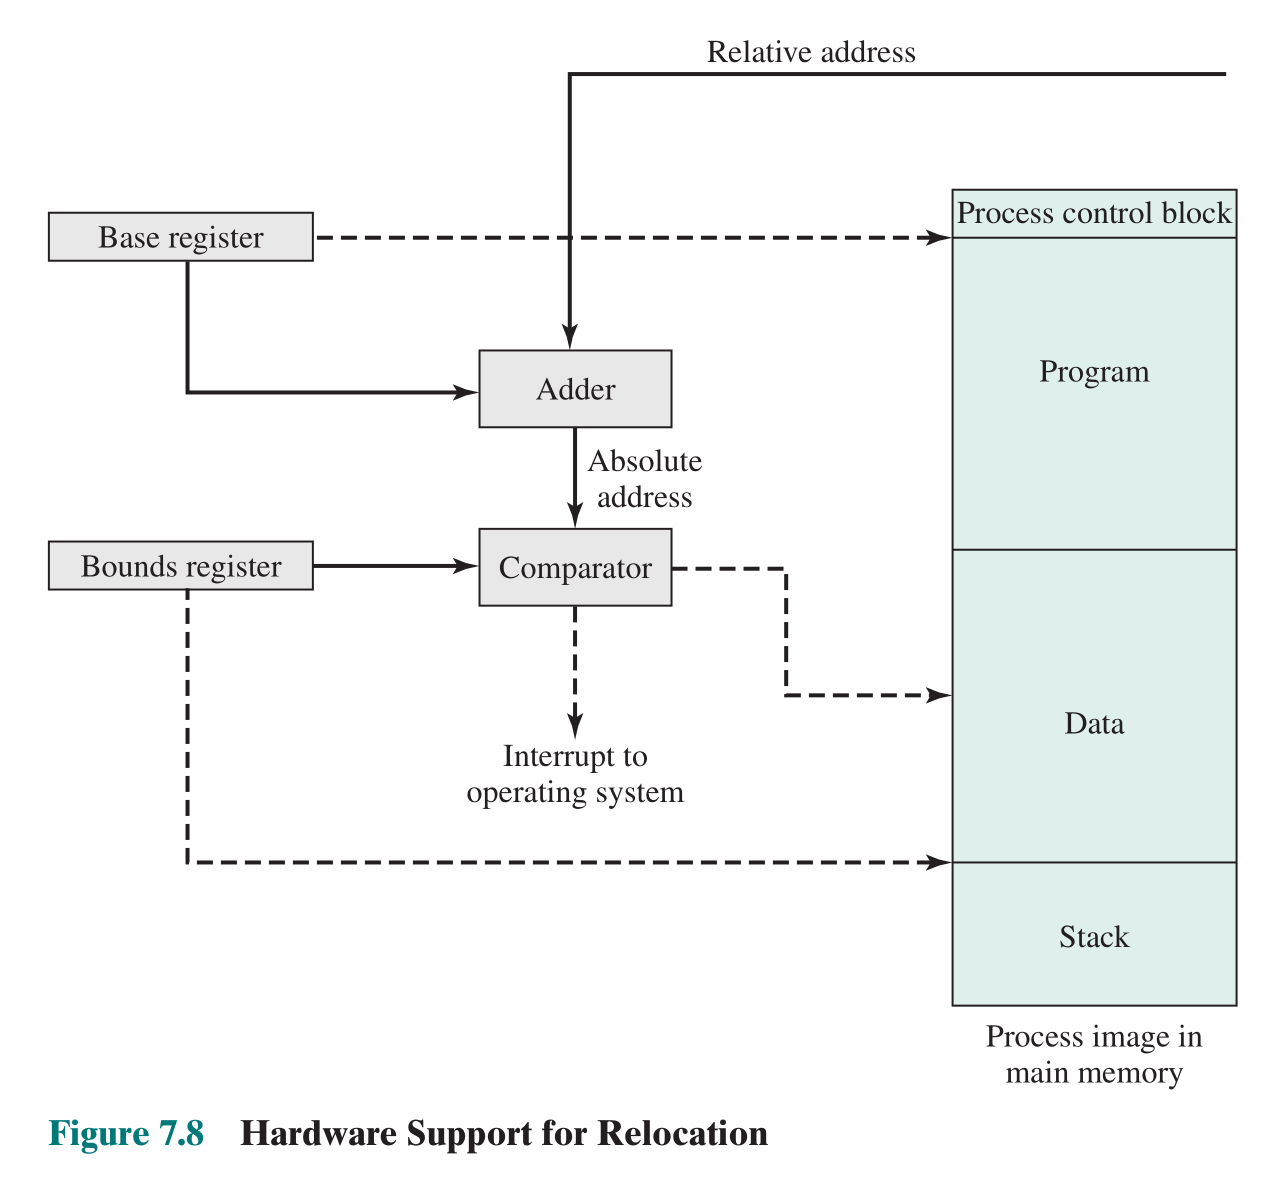 Relative address
Process control block
Base register
Program
Adder
Absolute
address
Bounds register
Comparator
Data
Interrupt to
operating system
Stack
Process image in
main memory
Figure 7.8 Hardware Support for Relocation